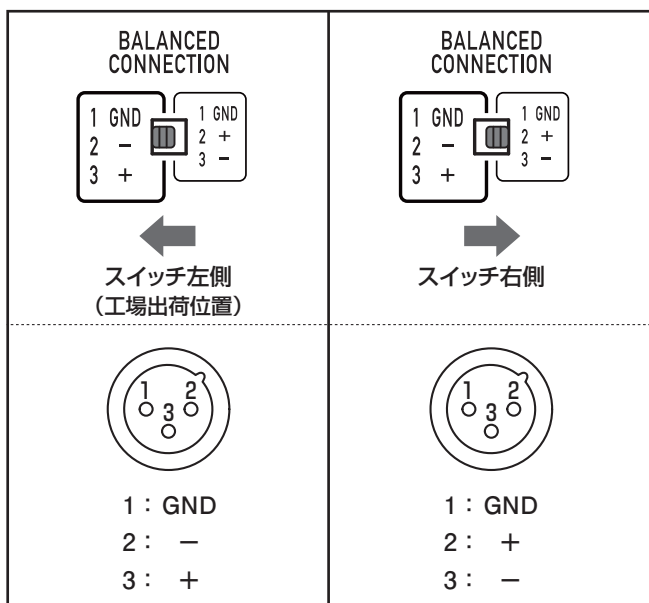 BALANCED
CONNECTION
1 GND
2 −
3 +
1 GND
2 +
3 −
スイッチ左側
（工場出荷位置）
1 2
3
1： GND
2： −
3： +
BALANCED
CONNECTION
1 GND
2 −
3 +
1 GND
2 +
3 −
スイッチ右側
1 2
3
1： GND
2： +
3： −